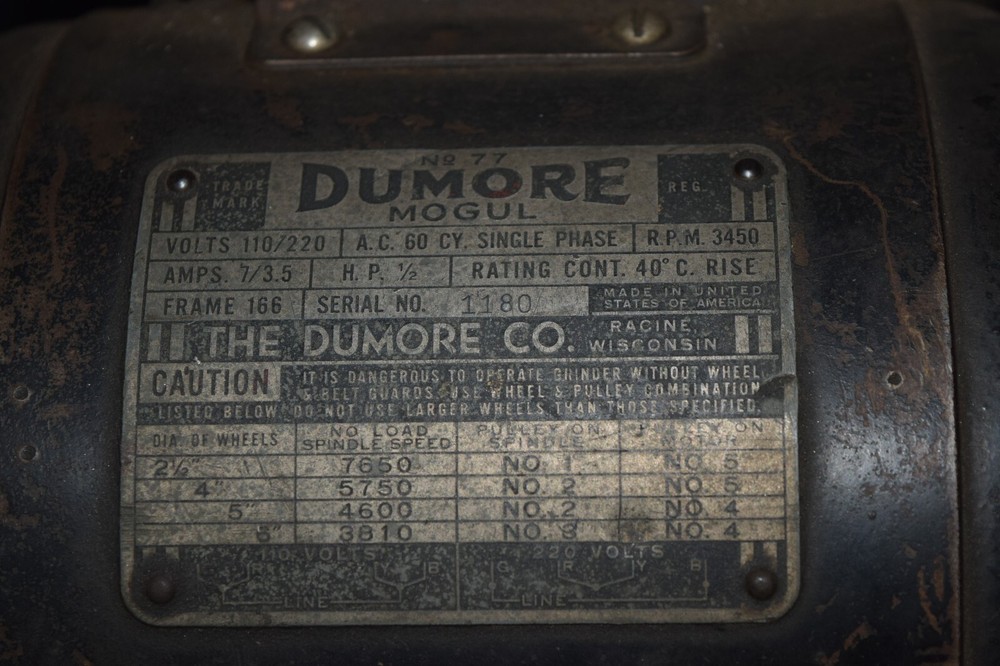 No 77
TRADE MARK DUMORE REG.
MOGUL
VOLTS 110/220 A.C. 60 CY. SINGLE PHASE R.P.M. 3450
AMPS. 7/3.5 H.P. ½ RATING CONT. 40° C. RISE
FRAME 166 SERIAL NO. 1180 MADE IN UNITED STATES OF AMERICA
THE DUMORE CO. RACINE WISCONSIN
CAUTION IT IS DANGEROUS TO OPERATE GRINDER WITHOUT WHEEL
& BELT GUARDS. USE WHEEL & PULLEY COMBINATION
LISTED BELOW DO NOT USE LARGER WHEELS THAN THOSE SPECIFIED.
DIA. OF WHEELS NO LOAD SPINDLE SPEED PULLEY ON SPINDLE PULLEY ON MOTOR
2½" 7650 NO. 1 NO. 5
4" 5750 NO. 2 NO. 5
5" 4600 NO. 2 NO. 4
6" 3810 NO. 3 NO. 4
110 VOLTS 220 VOLTS
R Y B G R Y B
LINE LINE